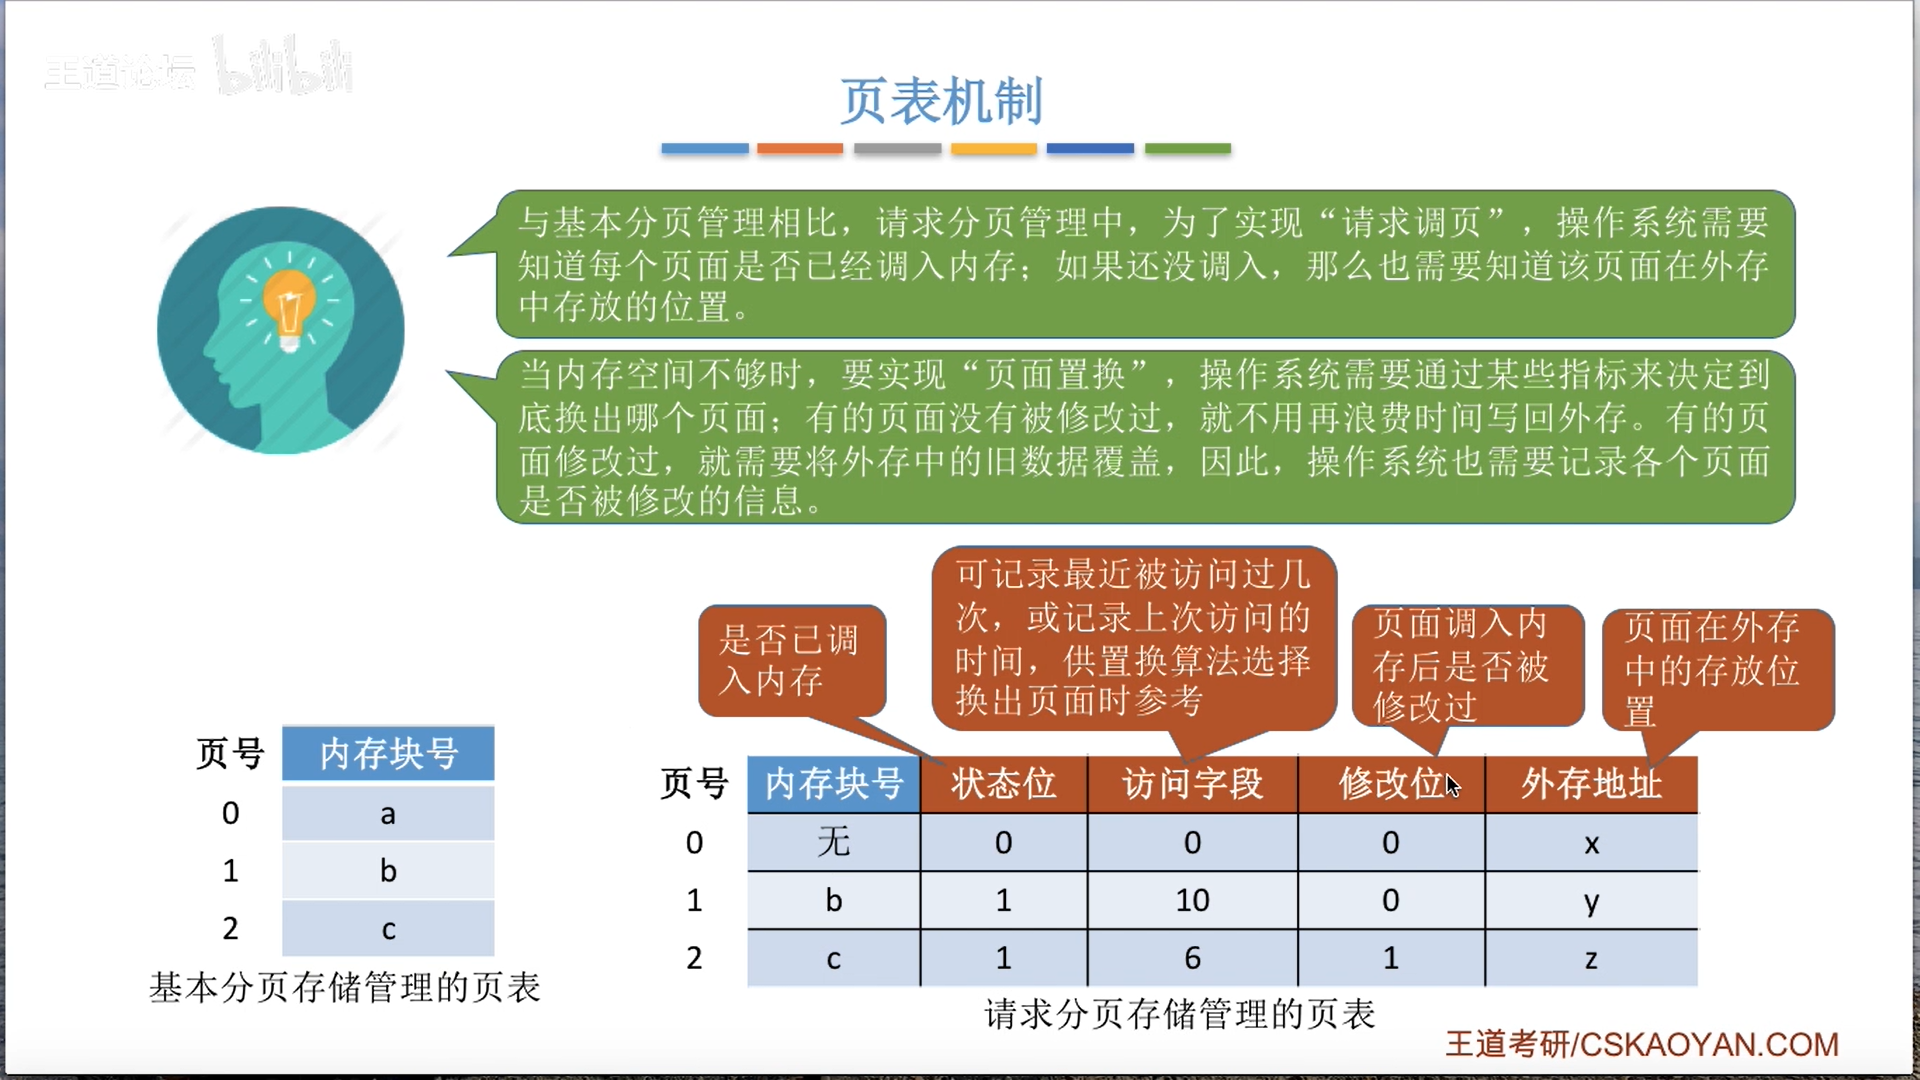 王道论坛 bilibili
页表机制
与基本分页管理相比，请求分页管理中，为了实现“请求调页”，操作系统需要
知道每个页面是否已经调入内存；如果还没调入，那么也需要知道该页面在外存
中存放的位置。
当内存空间不够时，要实现“页面置换”，操作系统需要通过某些指标来决定到
底换出哪个页面；有的页面没有被修改过，就不用再浪费时间写回外存。有的页
面修改过，就需要将外存中的旧数据覆盖，因此，操作系统也需要记录各个页面
是否被修改的信息。
是否已调
入内存
可记录最近被访问过几
次，或记录上次访问的
时间，供置换算法选择
换出页面时参考
页面调入内
存后是否被
修改过
页面在外存
中的存放位
置
页号 内存块号
0 a
1 b
2 c
基本分页存储管理的页表
页号 内存块号 状态位 访问字段 修改位 外存地址
0 无 0 0 0 x
1 b 1 10 0 y
2 c 1 6 1 z
请求分页存储管理的页表
王道考研/CSKAOYAN.COM